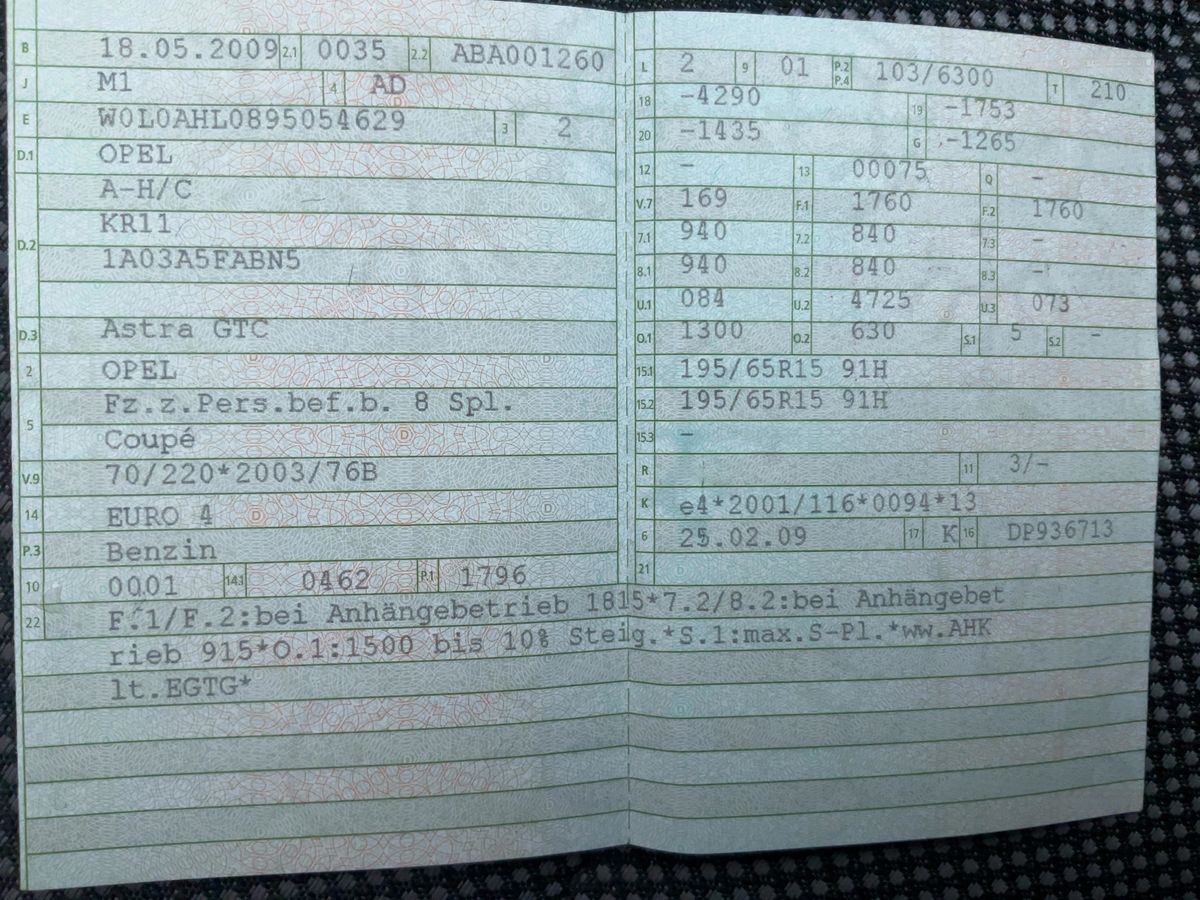 B 18.05.2009 2.1 0035 2.2 ABA001260
J M1 4 AD
E W0L0AHL0895054629 3 2
D.1 OPEL
D.2 A-H/C
KR11
1A03A5FABN5
D.3 Astra GTC
2 OPEL
5 Fz.z.Pers.bef.b. 8 Spl.
Coupé
V.9 70/220*2003/76B
14 EURO 4
P.3 Benzin
10 0001 14.1 0462 P.1 1796
L 2 9 01 P.2 P.4 103/6300 T 210
18 -4290 19 -1753
20 -1435 G -1265
12 - 13 00075 Q -
V.7 169 F.1 1760 F.2 1760
7.1 940 7.2 840 7.3 -
8.1 940 8.2 840 8.3 -
U.1 084 U.2 4725 U.3 073
O.1 1300 O.2 630 S.1 5 S.2 -
15.1 195/65R15 91H
15.2 195/65R15 91H
15.3 -
R 11 3/-
K e4*2001/116*0094*13
6 25.02.09 17 K 16 DP936713
21
22 F.1/F.2:bei Anhängebetrieb 1815*7.2/8.2:bei Anhängebet
rieb 915*O.1:1500 bis 10% Steig.*S.1:max.S-Pl.*ww.AHK
lt.EGTG*